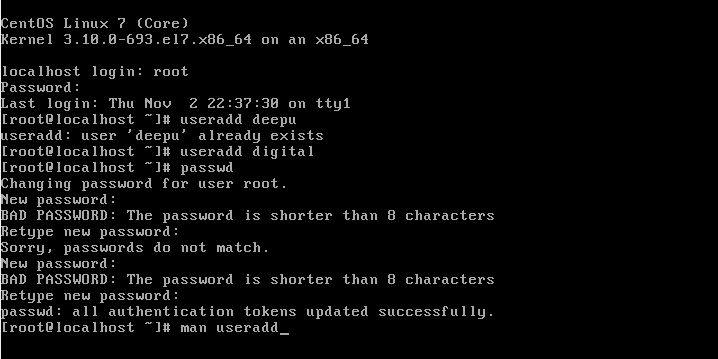 CentOS Linux 7 (Core)
Kernel 3.10.0-693.el7.x86_64 on an x86_64
localhost login: root
Password:
Last login: Thu Nov  2 22:37:30 on tty1
[root@localhost ~]# useradd deepu
useradd: user 'deepu' already exists
[root@localhost ~]# useradd digital
[root@localhost ~]# passwd
Changing password for user root.
New password:
BAD PASSWORD: The password is shorter than 8 characters
Retype new password:
Sorry, passwords do not match.
New password:
BAD PASSWORD: The password is shorter than 8 characters
Retype new password:
passwd: all authentication tokens updated successfully.
[root@localhost ~]# man useradd_